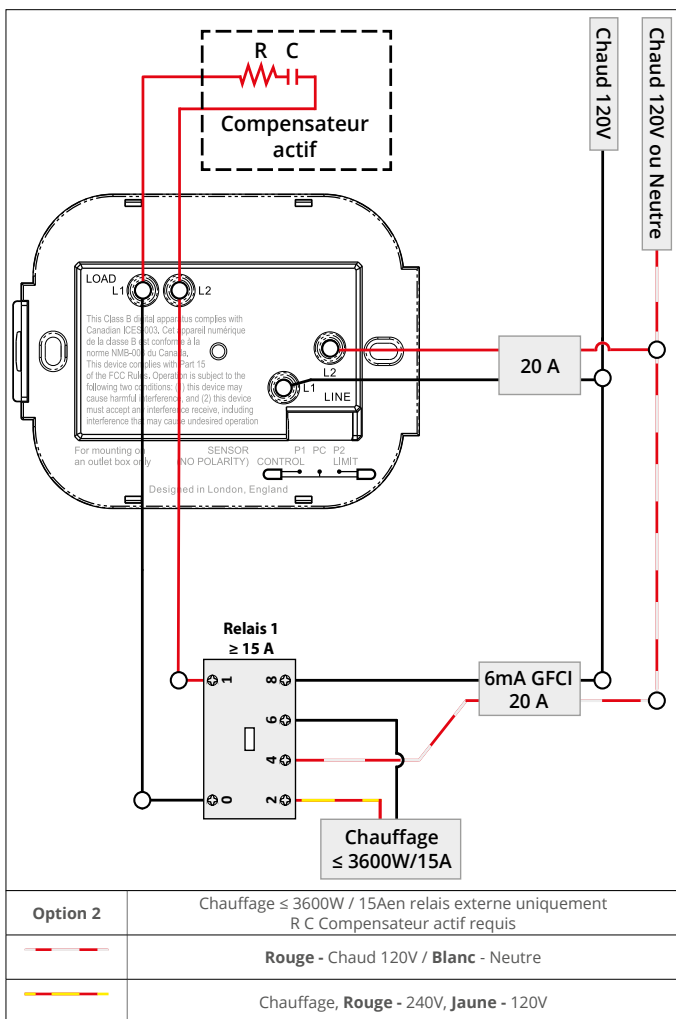 R C
Compensateur
actif
Chaud 120V
Chaud 120V ou Neutre
LOAD
L1
L2
This Class B digital apparatus complies with
Canadian ICES-003. Cet appareil numérique
de la classe B est conforme à la
norme NMB-003 du Canada.
This device complies with Part 15
of the FCC Rules. Operation is subject to the
following two conditions: (1) this device may
cause harmful interference, and (2) this device
must accept any interference receive, including
interference that may cause undesired operation
L2
L1
LINE
20 A
For mounting on
an outlet box only
SENSOR
(NO POLARITY)
P1 PC P2
CONTROL LIMIT
Designed in London, England
Relais 1
≥ 15 A
1
0
8
6
4
2
6mA GFCI
20 A
Chauffage
≤ 3600W/15A
Option 2
Chauffage ≤ 3600W / 15Aen relais externe uniquement
R C Compensateur actif requis
Rouge - Chaud 120V / Blanc - Neutre
Chauffage, Rouge - 240V, Jaune - 120V